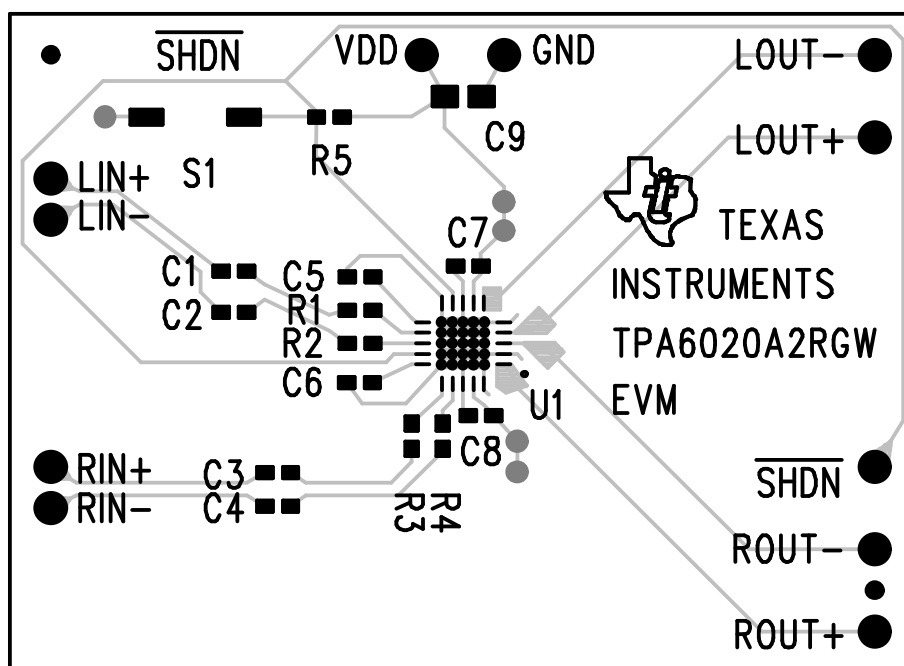 SHDN
VDD
GND
LOUT-
C9
LOUT+
R5
S1
LIN+
LIN-
TEXAS
C7
C1
C5
INSTRUMENTS
C2
R1
R2
TPA6020A2RGW
C6
U1
EVM
C8
RIN+
C3
SHDN
RIN-
C4
R3
R4
ROUT-
ROUT+